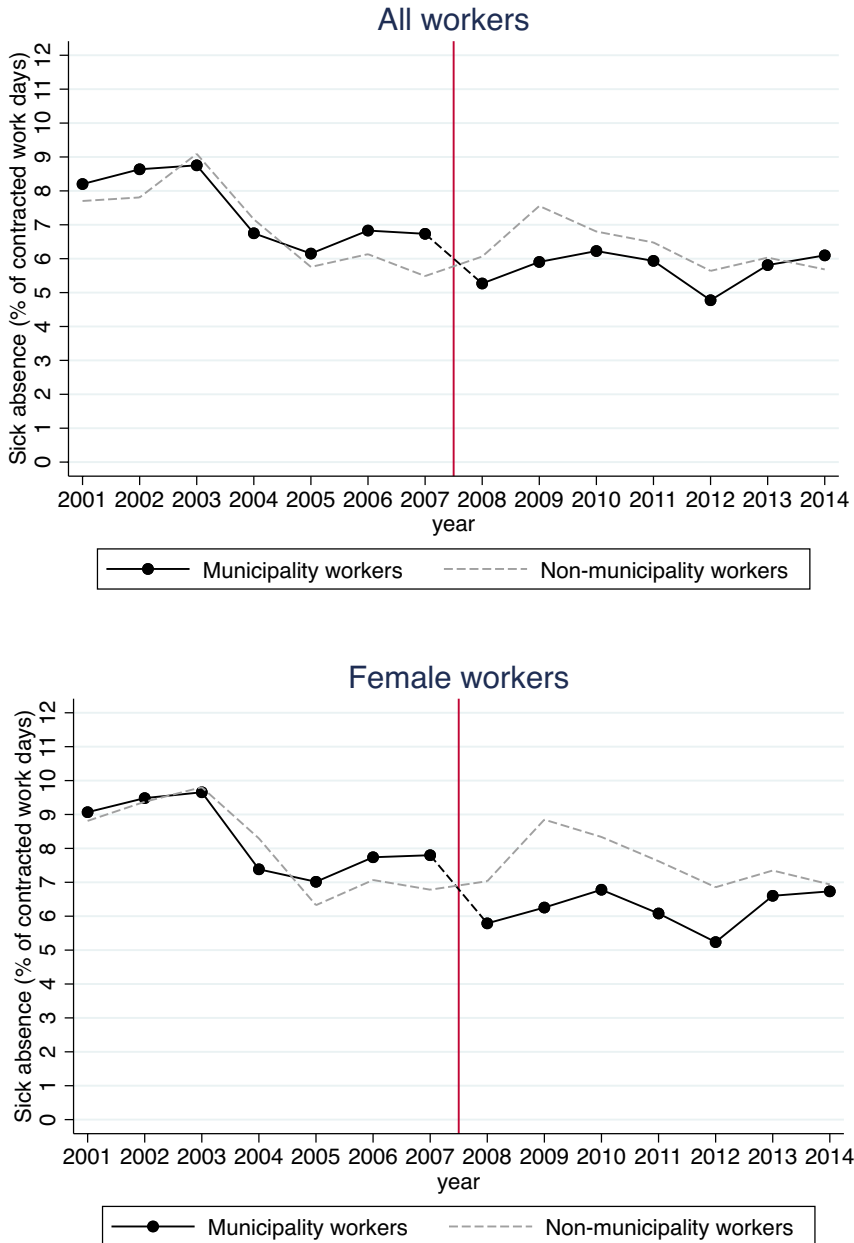 All workers
Sick absence (% of contracted work days)
12
11
10
9
8
7
6
5
4
3
2
1
0
2001 2002 2003 2004 2005 2006 2007 2008 2009 2010 2011 2012 2013 2014
year
Municipality workers Non-municipality workers
Female workers
Sick absence (% of contracted work days)
12
11
10
9
8
7
6
5
4
3
2
1
0
2001 2002 2003 2004 2005 2006 2007 2008 2009 2010 2011 2012 2013 2014
year
Municipality workers Non-municipality workers